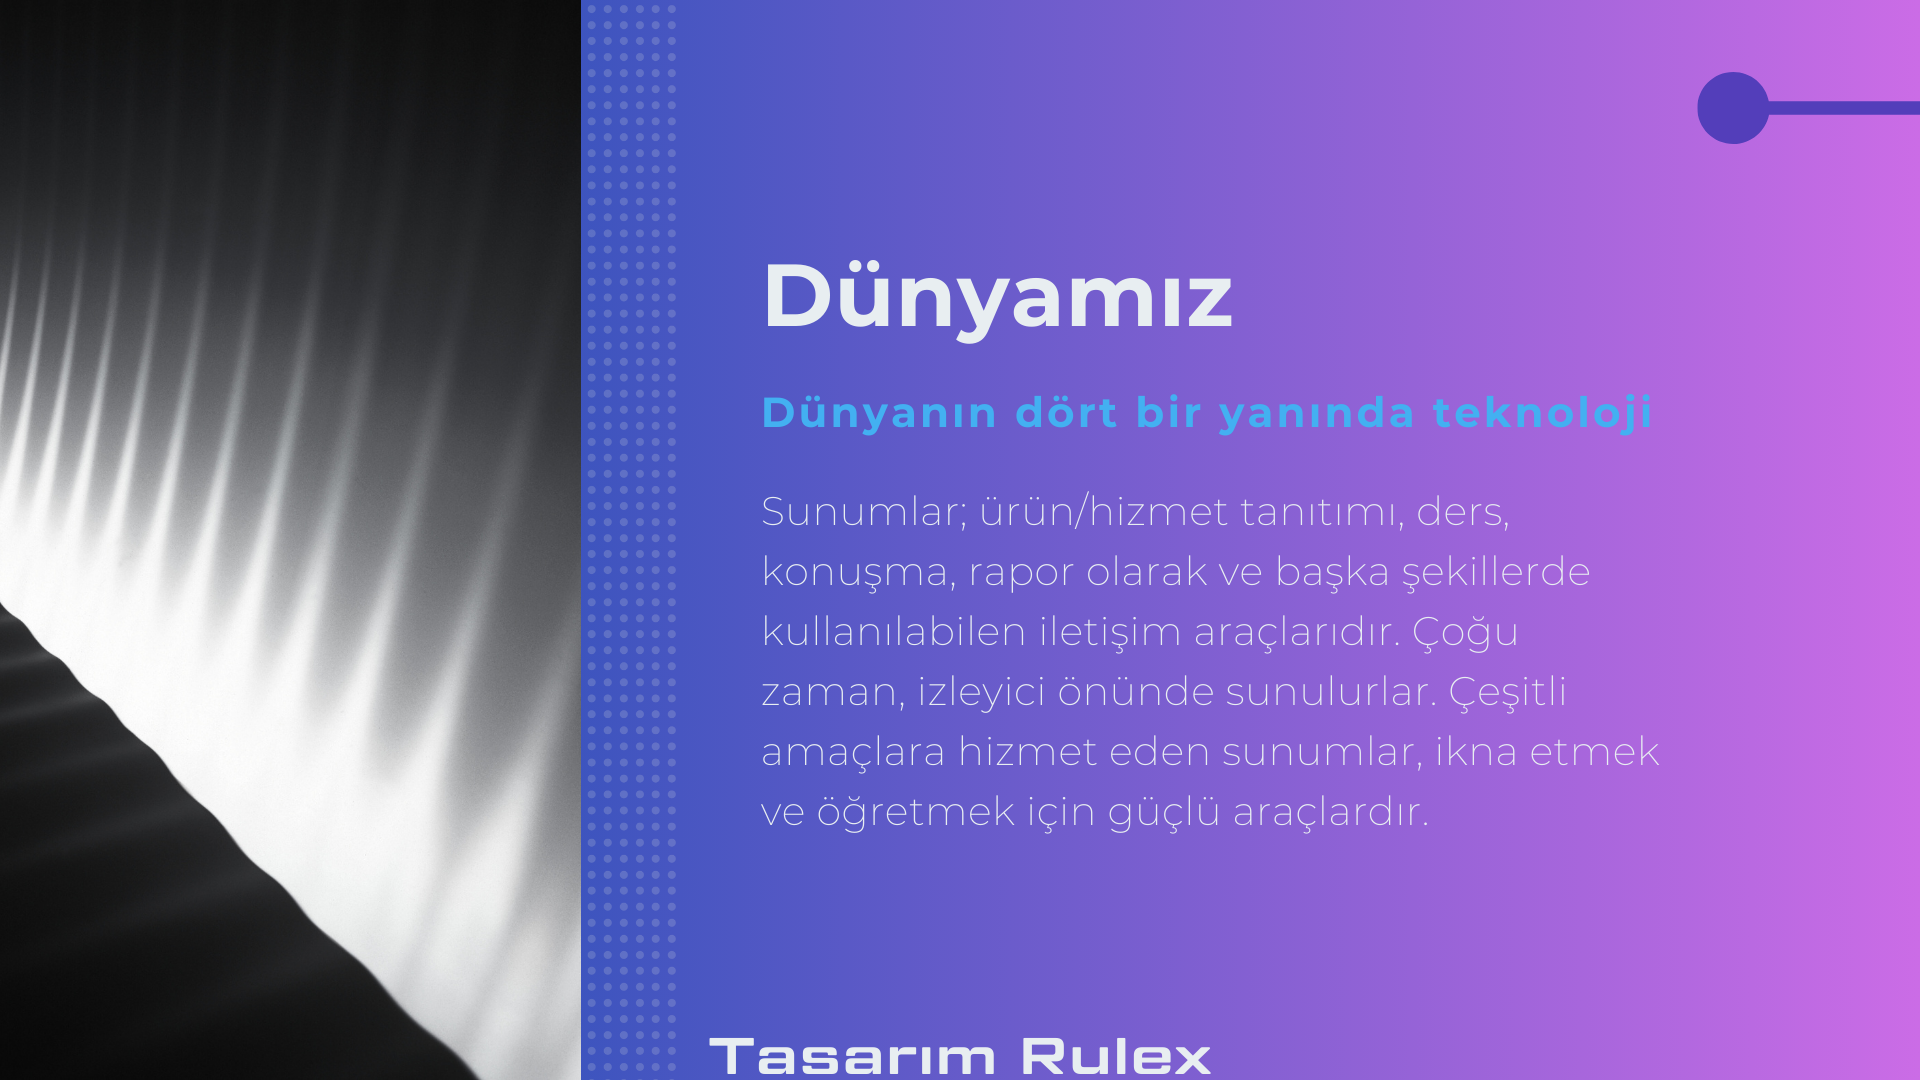 Dünyamız
Dünyanın dört bir yanında teknoloji
Sunumlar; ürün/hizmet tanıtımı, ders,
konuşma, rapor olarak ve başka şekillerde
kullanılabilen iletişim araçlarıdır. Çoğu
zaman, izleyici önünde sunulurlar. Çeşitli
amaçlara hizmet eden sunumlar, ikna etmek
ve öğretmek için güçlü araçlardır.
Tasarım Rulex